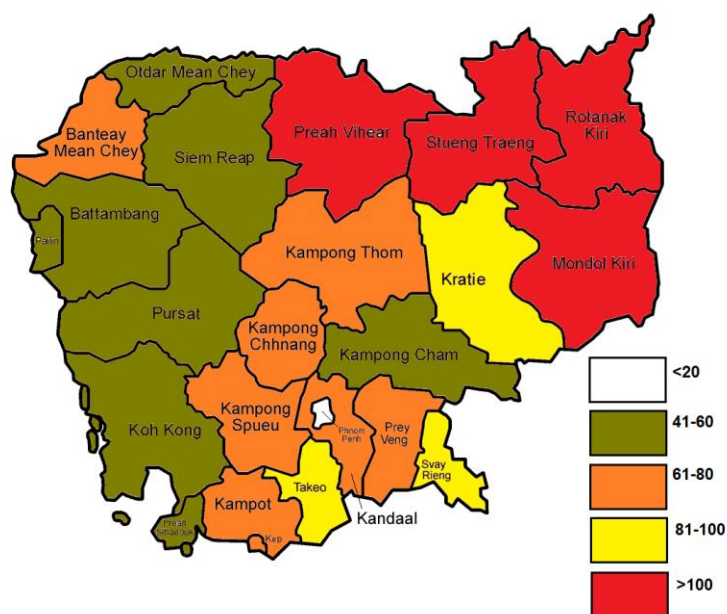 Otdar Mean Chey
Banteay
Mean Chey
Siem Reap
Preah Vihear
Stueng Traeng
Rotanak
Kiri
Battambang
Pailin
Kampong Thom
Kratie
Mondol Kiri
Pursat
Kampong
Chhnang
Kampong Cham
Koh Kong
Kampong
Spueu
Phnom
Penh
Prey
Veng
Svay
Rieng
Takeo
Kampot
Kep
Kandaal
Preah
Sihanouk
<20
41-60
61-80
81-100
>100